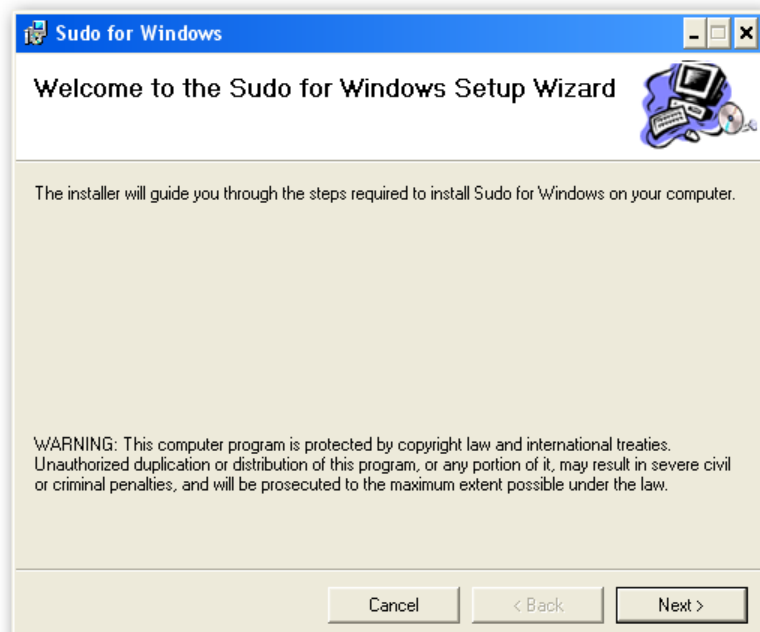 Sudo for Windows
Welcome to the Sudo for Windows Setup Wizard
The installer will guide you through the steps required to install Sudo for Windows on your computer.
WARNING: This computer program is protected by copyright law and international treaties.
Unauthorized duplication or distribution of this program, or any portion of it, may result in severe civil
or criminal penalties, and will be prosecuted to the maximum extent possible under the law.
Cancel < Back Next >